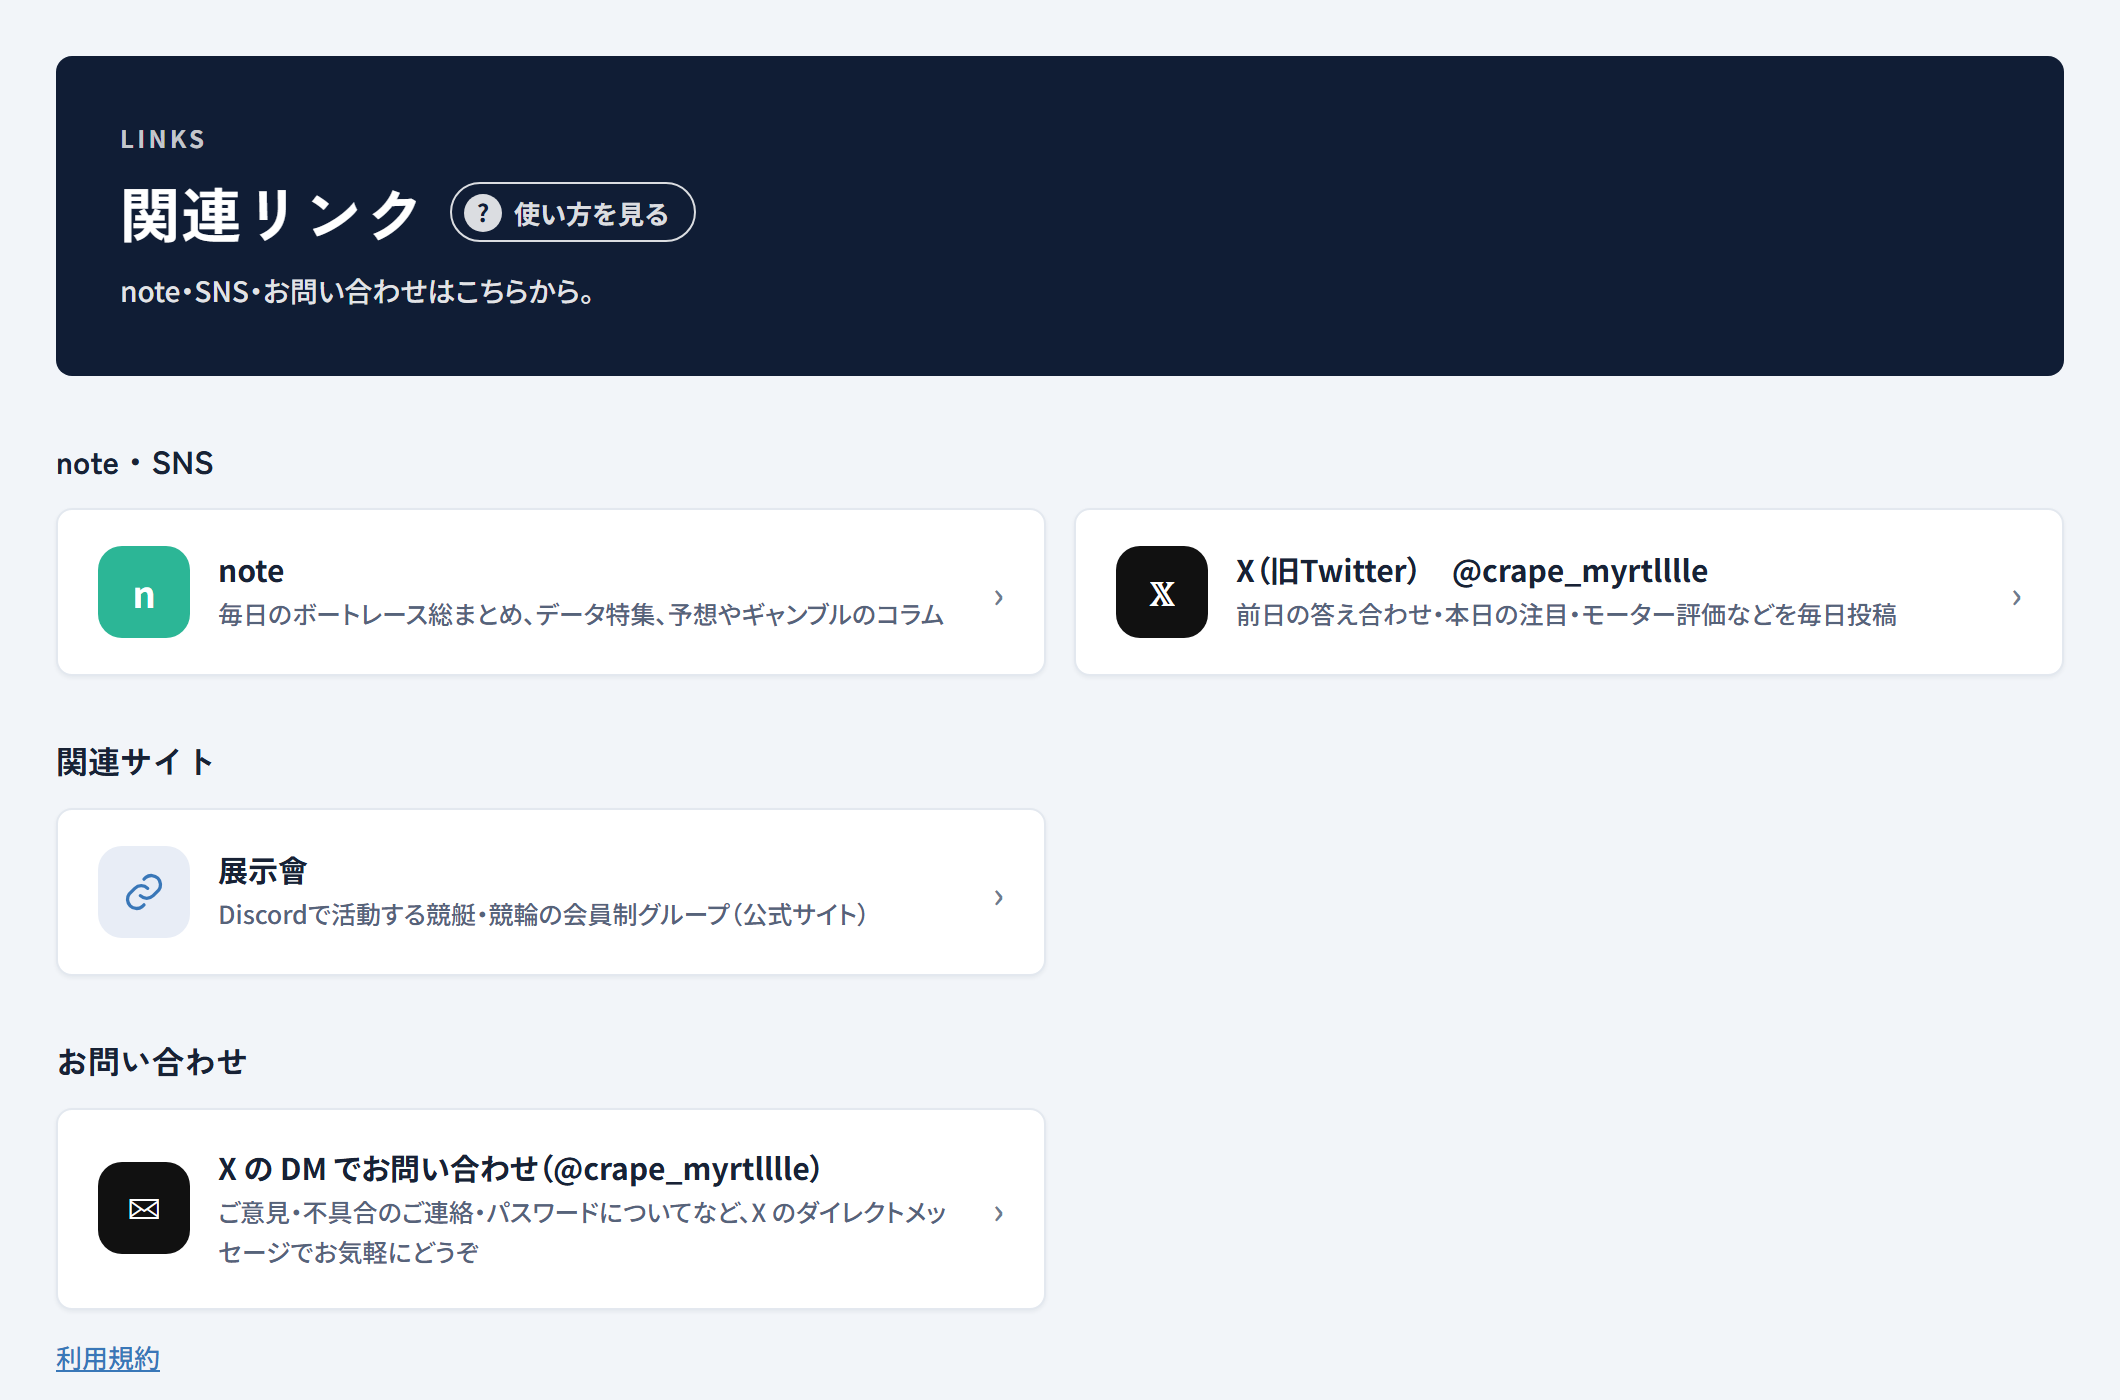 LINKS
関連リンク
? 使い方を見る
note・SNS・お問い合わせはこちらから。
note・SNS
n
note
毎日のボートレース総まとめ、データ特集、予想やギャンブルのコラム
›
𝕏
X（旧Twitter） @crape_myrtlllle
前日の答え合わせ・本日の注目・モーター評価などを毎日投稿
›
関連サイト
展示會
Discordで活動する競艇・競輪の会員制グループ（公式サイト）
›
お問い合わせ
X の DM でお問い合わせ（@crape_myrtlllle）
ご意見・不具合のご連絡・パスワードについてなど、X のダイレクトメッ
セージでお気軽にどうぞ
›
利用規約